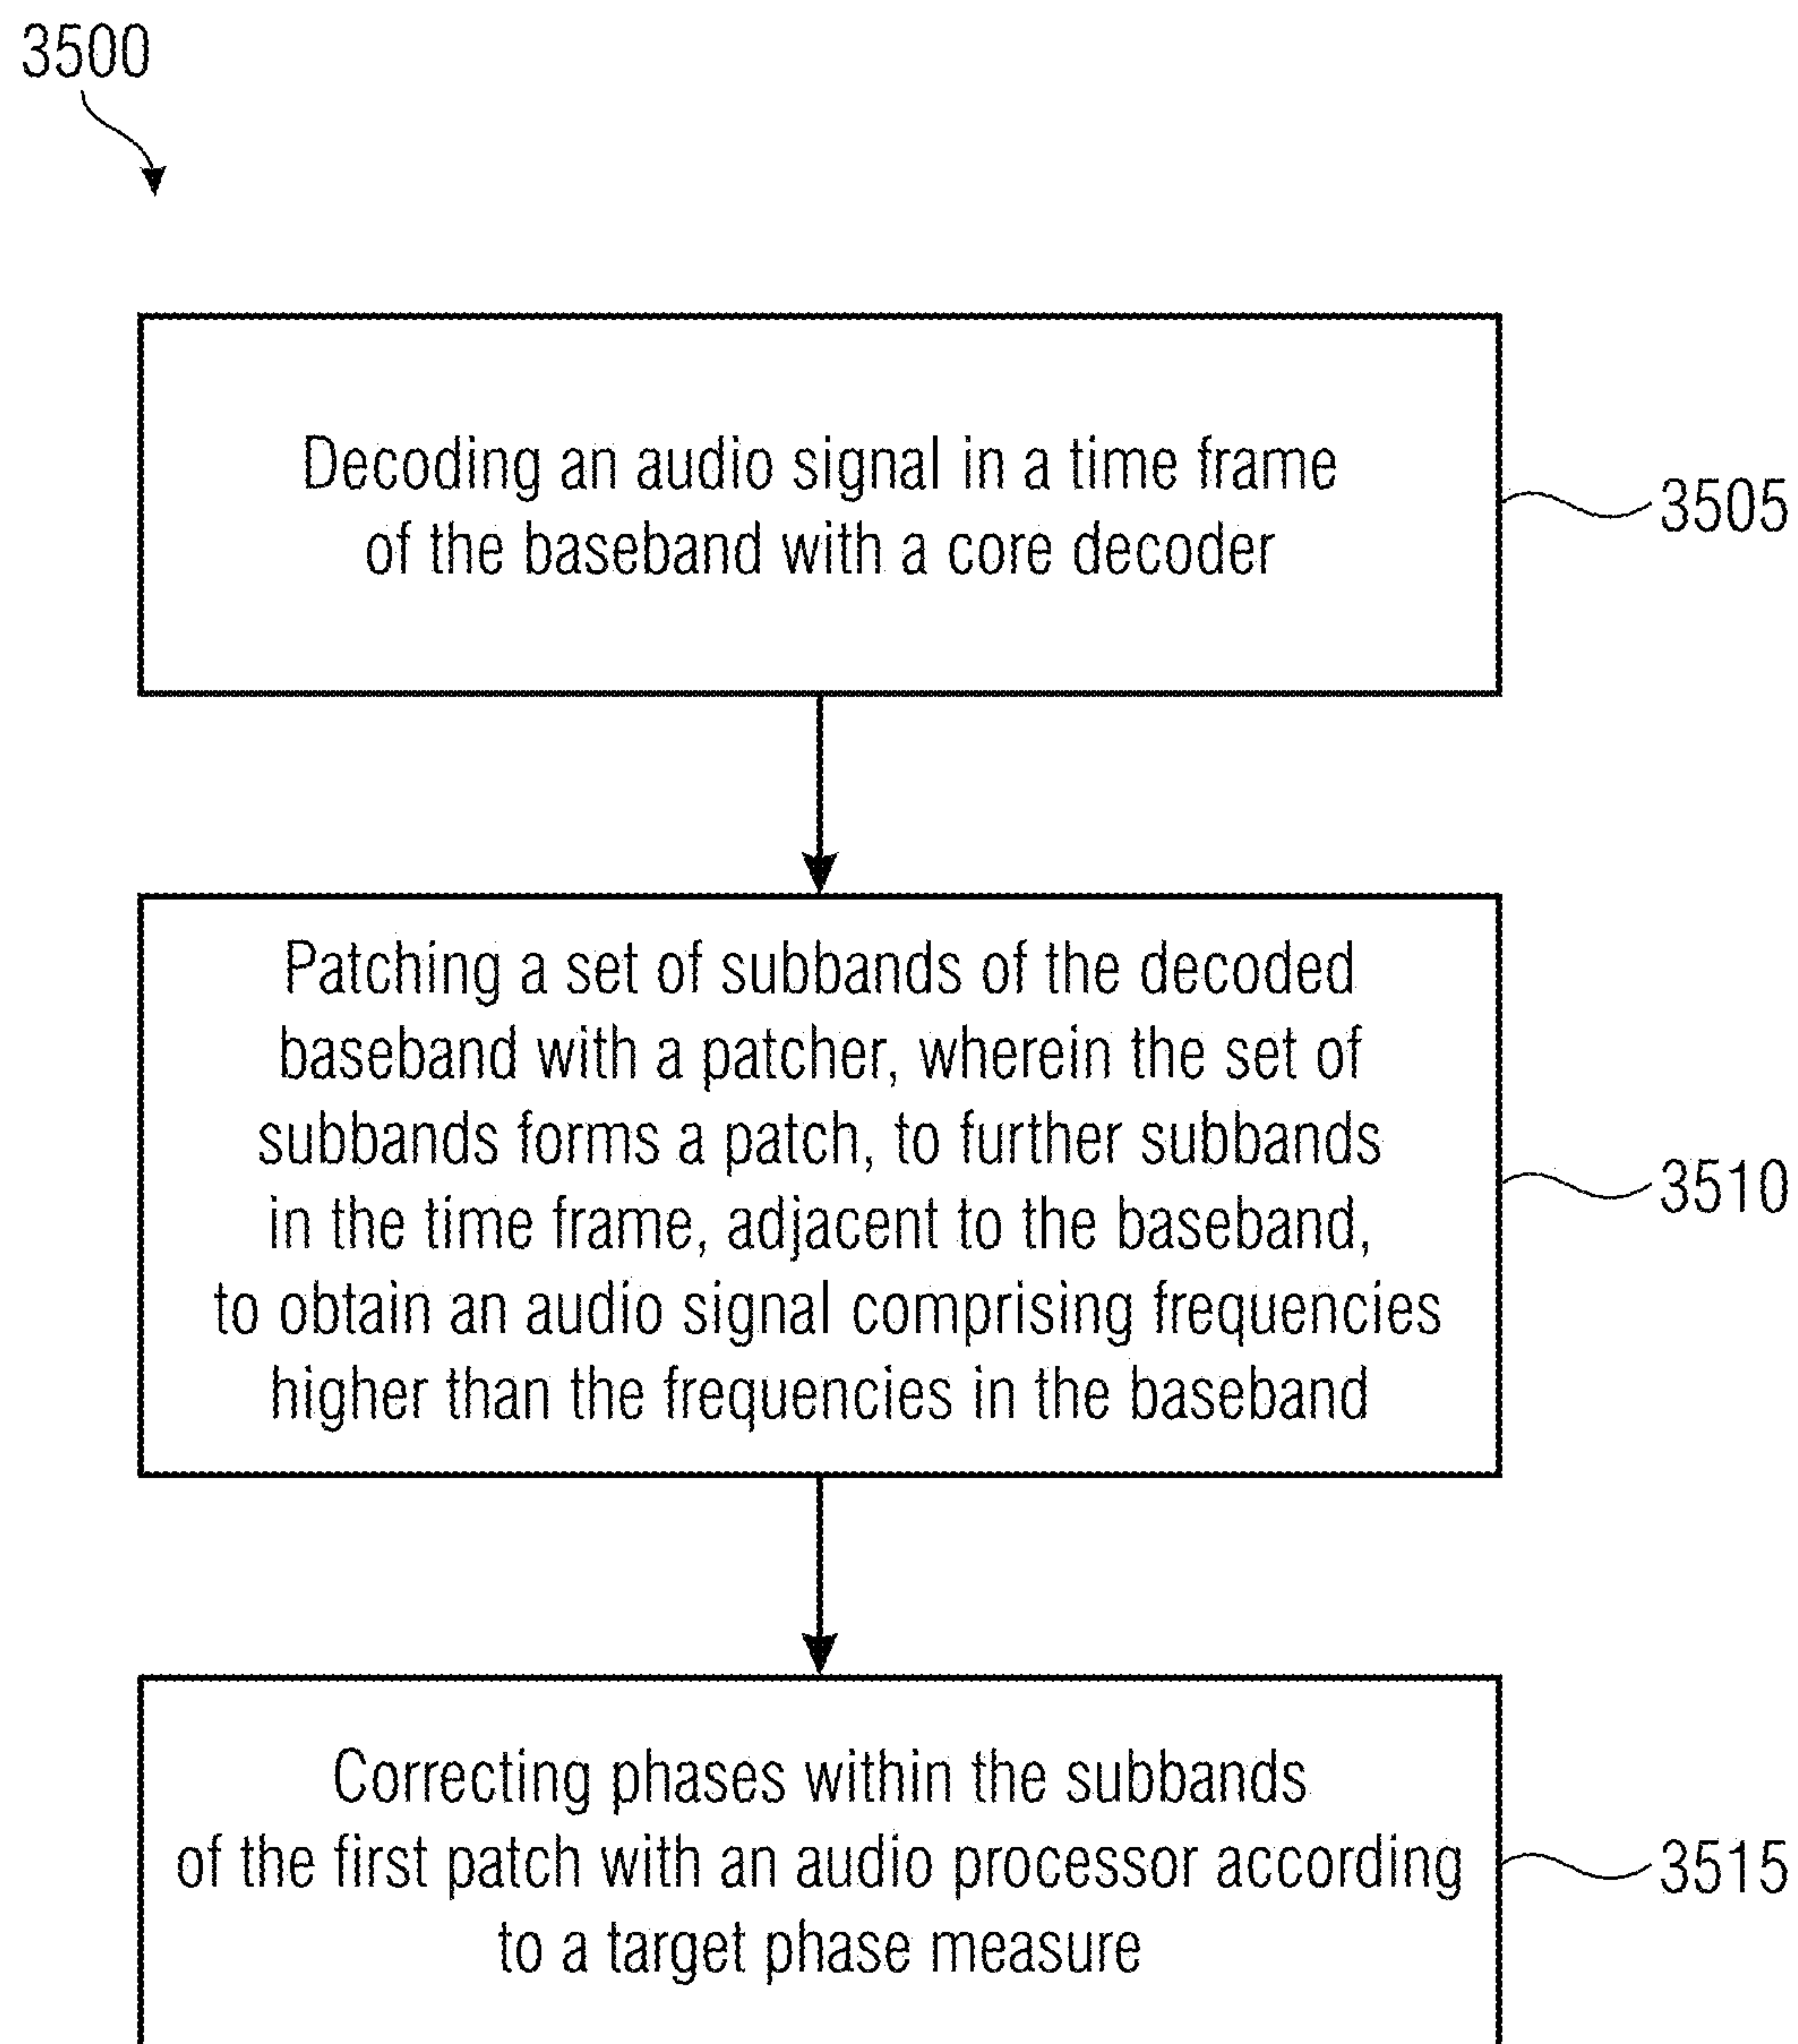 3500
Decoding an audio signal in a time frame
of the baseband with a core decoder
3505
Patching a set of subbands of the decoded
baseband with a patcher, wherein the set of
subbands forms a patch, to further subbands
in the time frame, adjacent to the baseband,
to obtain an audio signal comprising frequencies
higher than the frequencies in the baseband
3510
Correcting phases within the subbands
of the first patch with an audio processor according
to a target phase measure
3515